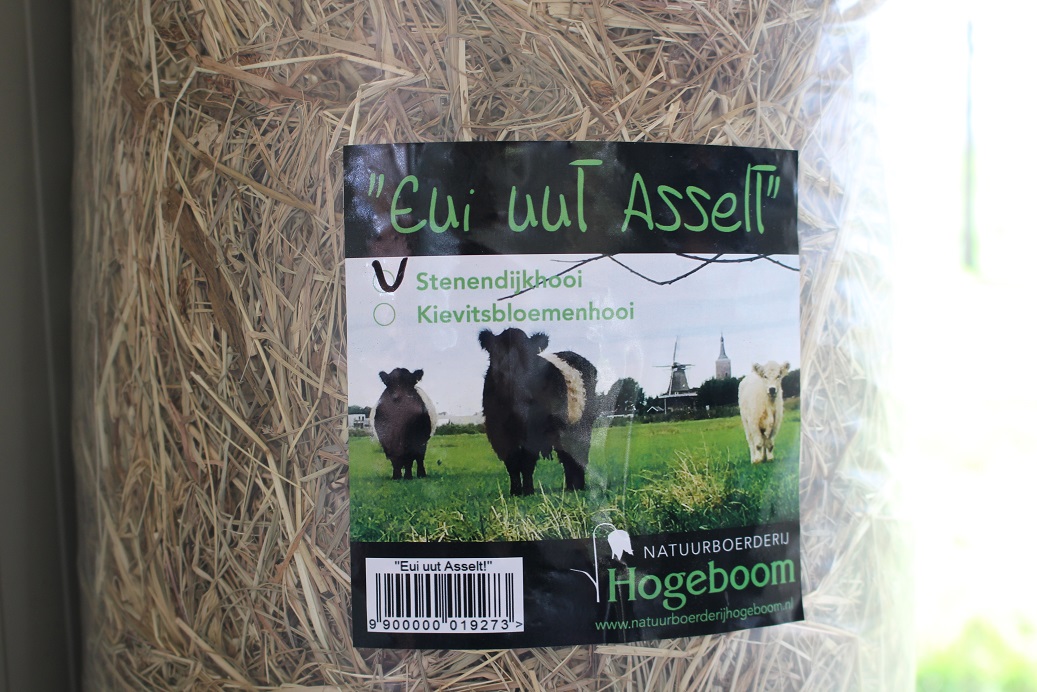 "Eui uut Asselt"
Stenendijkhooi
Kievitsbloemenhooi
NATUURBOERDERIJ
Hogeboom
www.natuurboerderijhogeboom.nl
"Eui uut Asselt!"
9 900000 019273 >